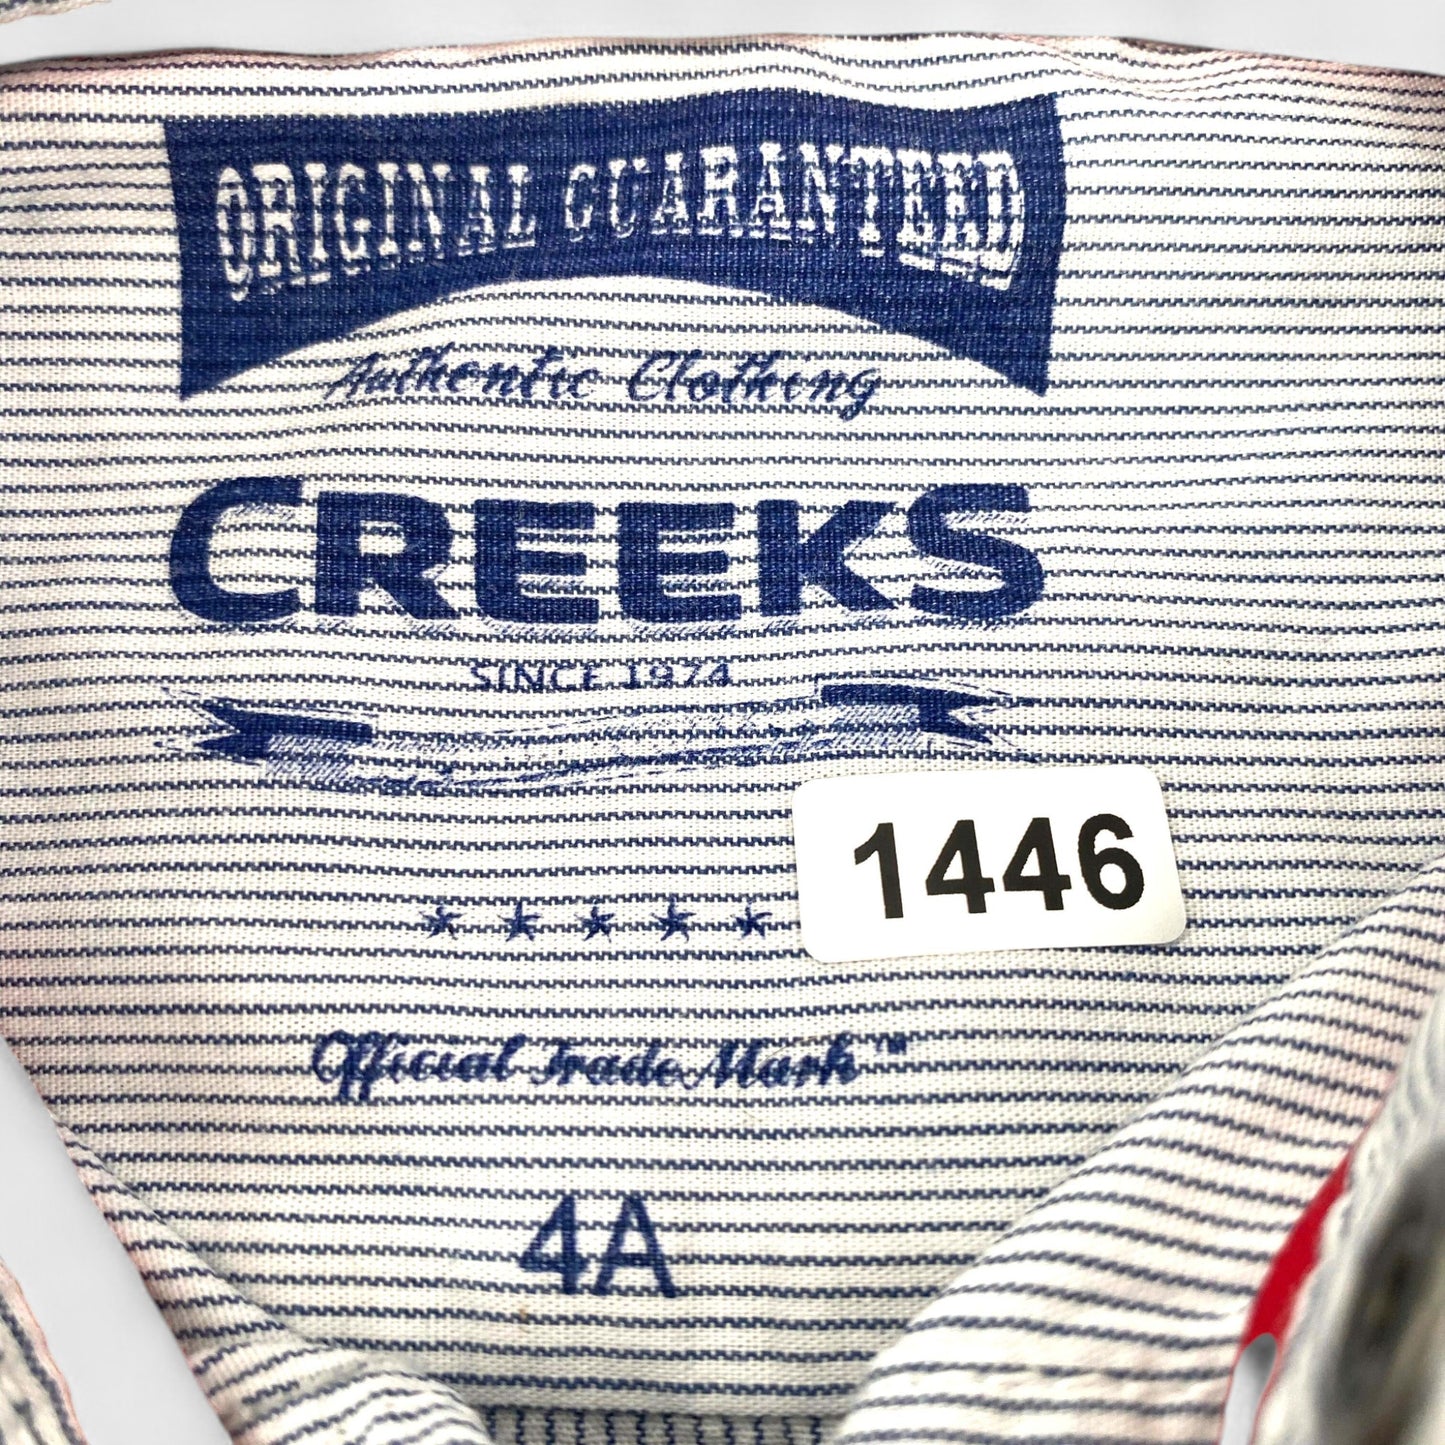 ORIGINAL GUARANTEED
Authentic Clothing
CREEKS
SINCE 1974
1446
Official Trade Mark™
4A